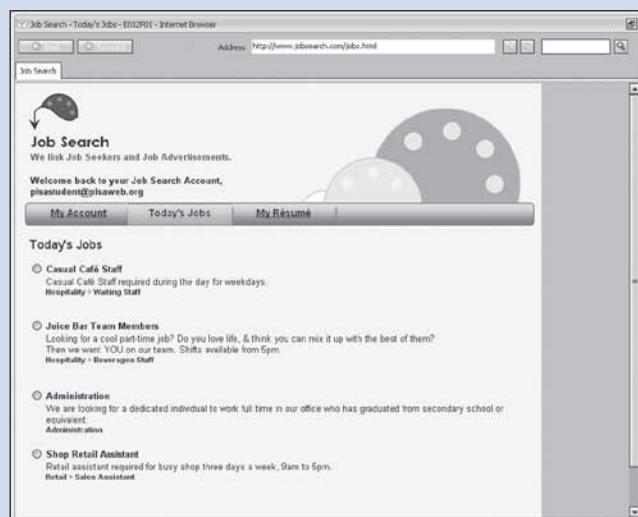 Job Search - Today's Jobs - E012P01 - Internet Browser
Address http://www.jobsearch.com/jobs.html
Job Search
Job Search
We link Job Seekers and Job Advertisements.
Welcome back to your Job Search Account,
pisastudent@pisaweb.org
My Account Today's Jobs My Résumé
Today's Jobs
Casual Café Staff
Casual Café Staff required during the day for weekdays.
Hospitality > Waiting Staff
Juice Bar Team Members
Looking for a cool part-time job? Do you love life, & think you can mix it up with the best of them?
Then we want YOU on our team. Shifts available from 5pm.
Hospitality > Beverages Staff
Administration
We are looking for a dedicated individual to work full time in our office who has graduated from secondary school or
equivalent.
Administration
Shop Retail Assistant
Retail assistant required for busy shop three days a week, 9am to 5pm.
Retail > Sales Assistant